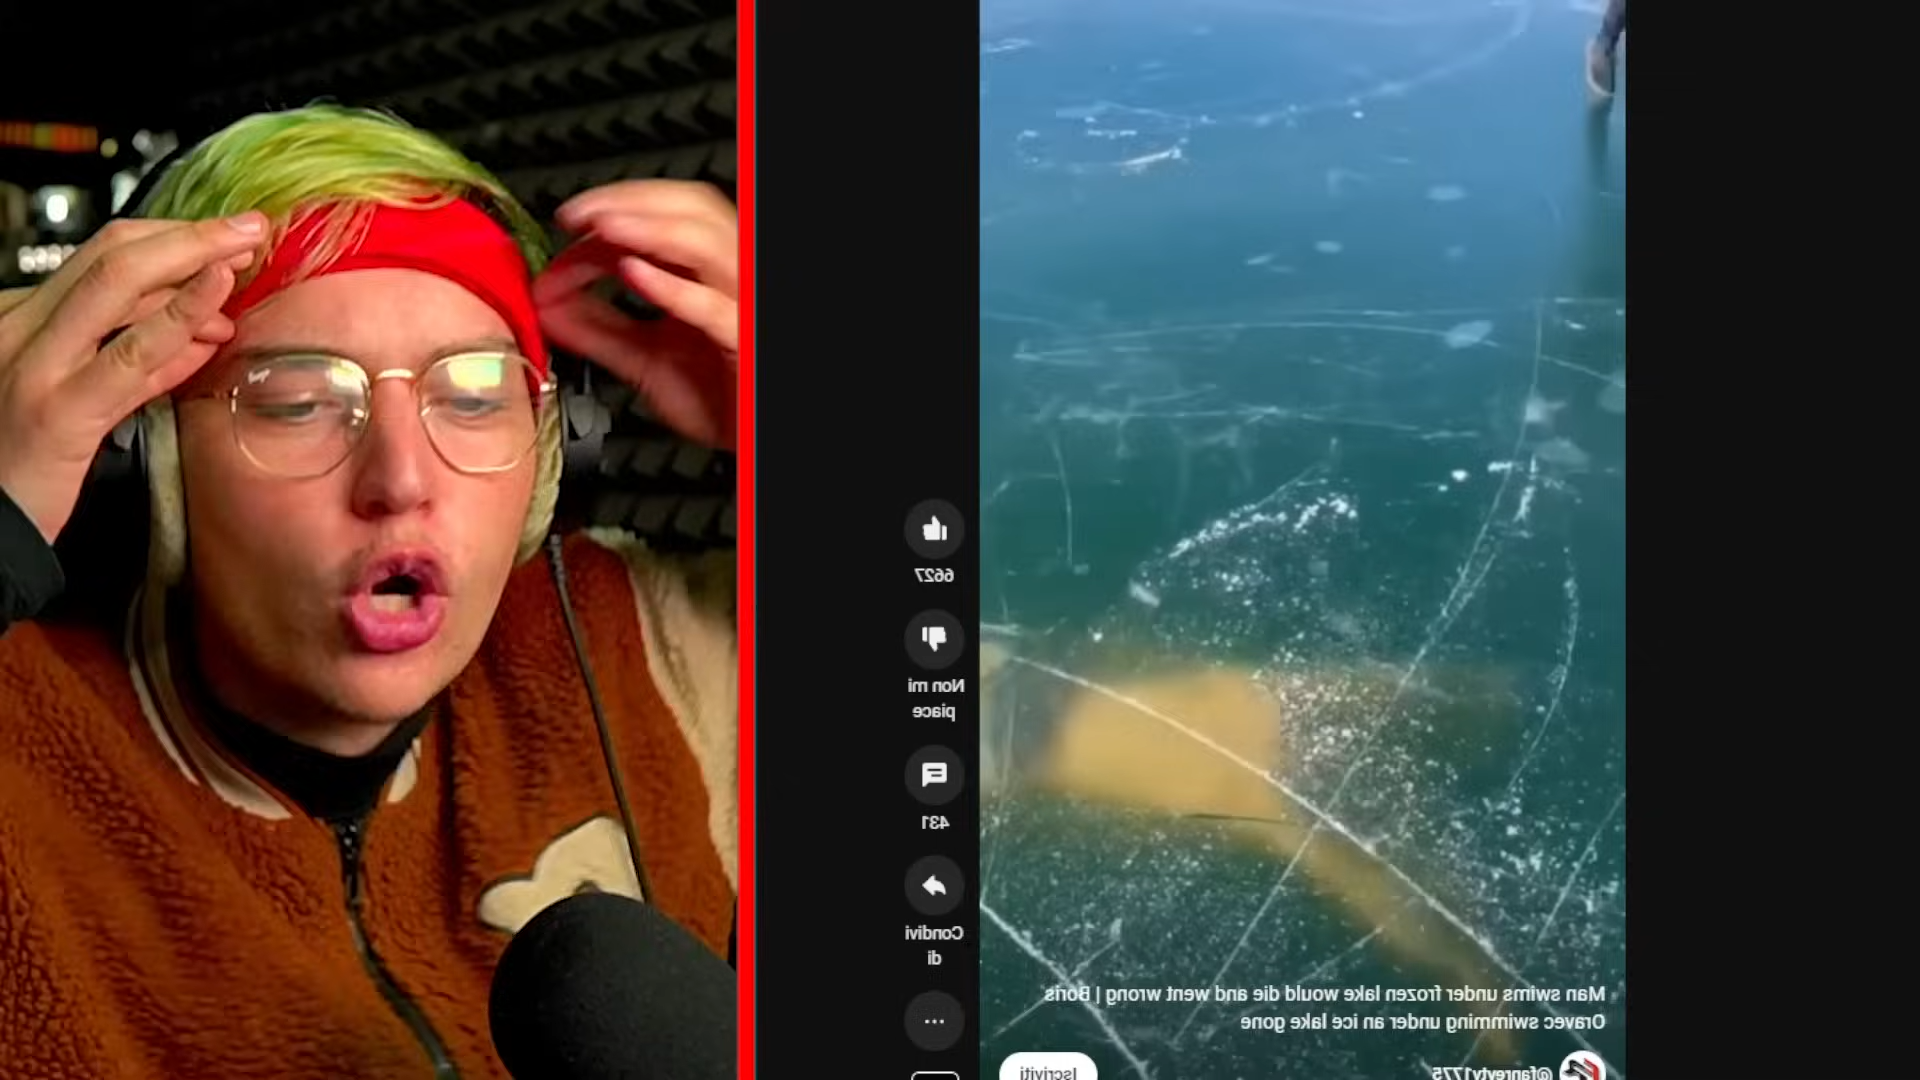 6627
Non mi
piace
431
Condivi
di
Man swims under frozen lake would die and went wrong | Boris
Oravec swimming under an ice lake gone
@fanreytv1775
Iscriviti